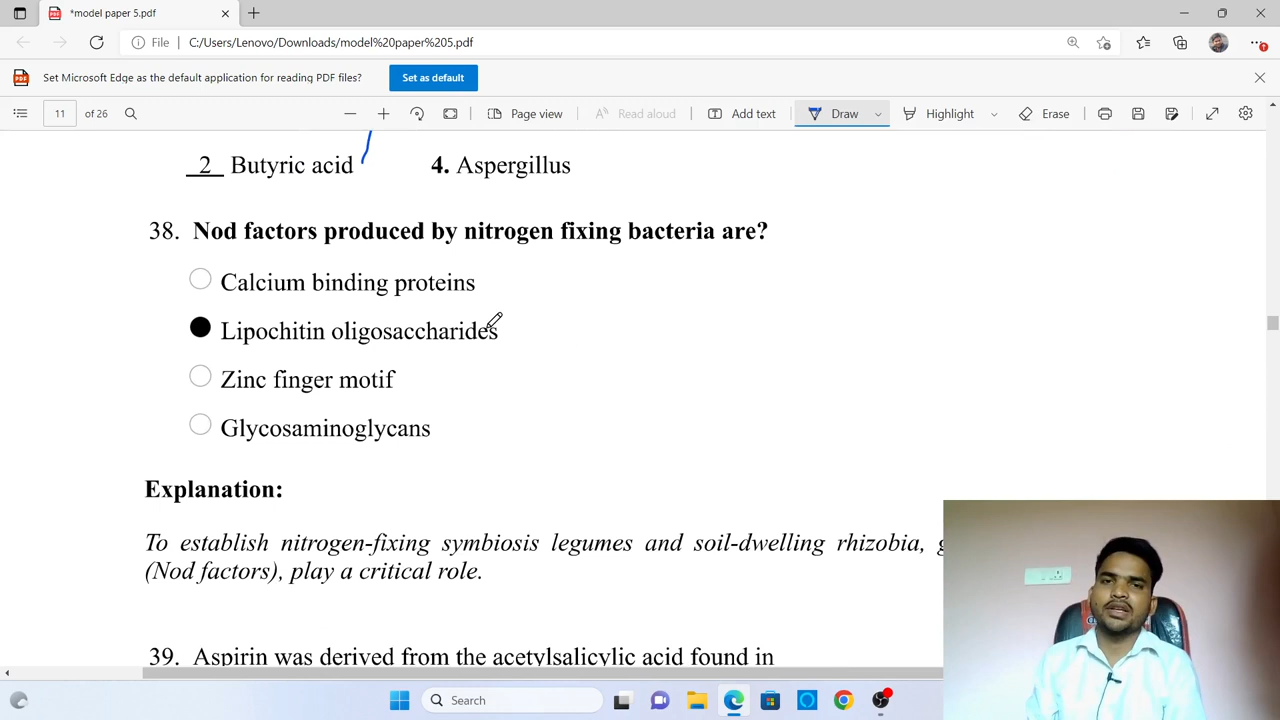 *model paper 5.pdf
File C:/Users/Lenovo/Downloads/model%20paper%205.pdf
Set Microsoft Edge as the default application for reading PDF files? Set as default
11 of 26 Page view Read aloud Add text Draw Highlight Erase
2 Butyric acid 4. Aspergillus
38. Nod factors produced by nitrogen fixing bacteria are?
Calcium binding proteins
Lipochitin oligosaccharides
Zinc finger motif
Glycosaminoglycans
Explanation:
To establish nitrogen-fixing symbiosis legumes and soil-dwelling rhizobia,
(Nod factors), play a critical role.
39. Aspirin was derived from the acetylsalicylic acid found in
Search